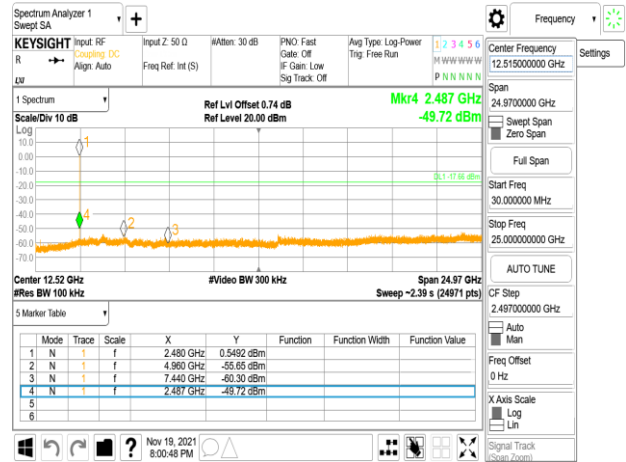 Spectrum Analyzer 1
Swept SA
Frequency
KEYSIGHT
R
Input: RF
Coupling: DC
Align: Auto
Input Z: 50 Ω
Freq Ref: Int (S)
#Atten: 30 dB
PNO: Fast
Gate: Off
IF Gain: Low
Sig Track: Off
Avg Type: Log-Power
Trig: Free Run
1 2 3 4 5 6
M W W W W W
P N N N N N
1 Spectrum
Scale/Div 10 dB
Ref Lvl Offset 0.74 dB
Ref Level 20.00 dBm
Mkr4 2.487 GHz
-49.72 dBm
Log
10.0
0.00
-10.0
-20.0
-30.0
-40.0
-50.0
-60.0
-70.0
1
4
2
3
DL1 -17.66 dBm
Center 12.52 GHz
#Video BW 300 kHz
Span 24.97 GHz
#Res BW 100 kHz
Sweep ~2.39 s (24971 pts)
5 Marker Table
Mode Trace Scale X Y Function Function Width Function Value
1 N 1 f 2.480 GHz 0.5492 dBm
2 N 1 f 4.960 GHz -55.65 dBm
3 N 1 f 7.440 GHz -60.30 dBm
4 N 1 f 2.487 GHz -49.72 dBm
5
6
?
Nov 19, 2021
8:00:48 PM
Center Frequency
12.515000000 GHz
Settings
Span
24.9700000 GHz
Swept Span
Zero Span
Full Span
Start Freq
30.000000 MHz
Stop Freq
25.000000000 GHz
AUTO TUNE
CF Step
2.497000000 GHz
Auto
Man
Freq Offset
0 Hz
X Axis Scale
Log
Lin
Signal Track
(Span Zoom)